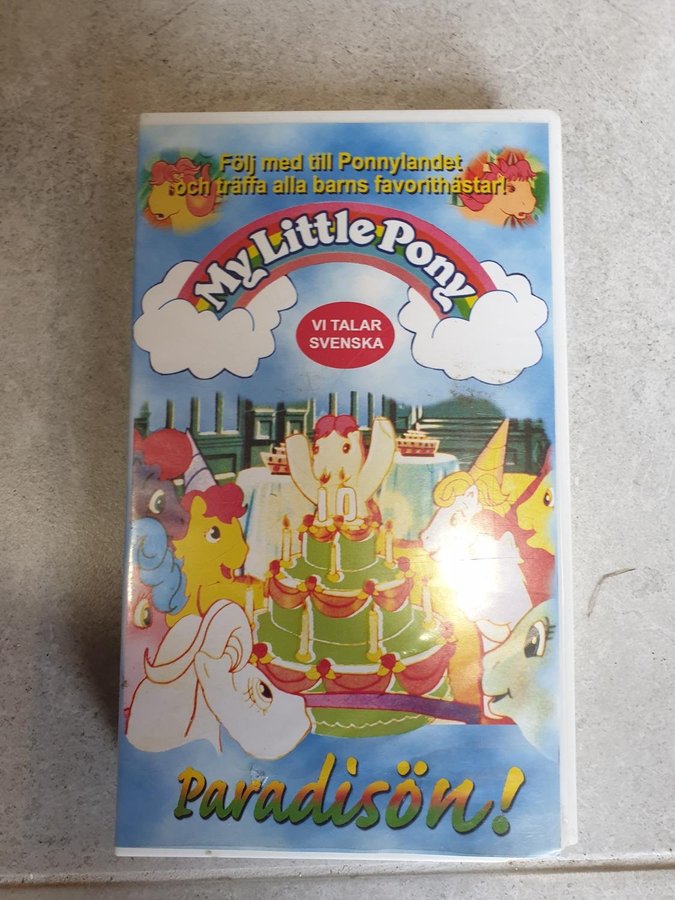 Följ med till Ponnylandet
och träffa alla barns favorithästar!
My Little Pony
VI TALAR
SVENSKA
10
Paradisön!